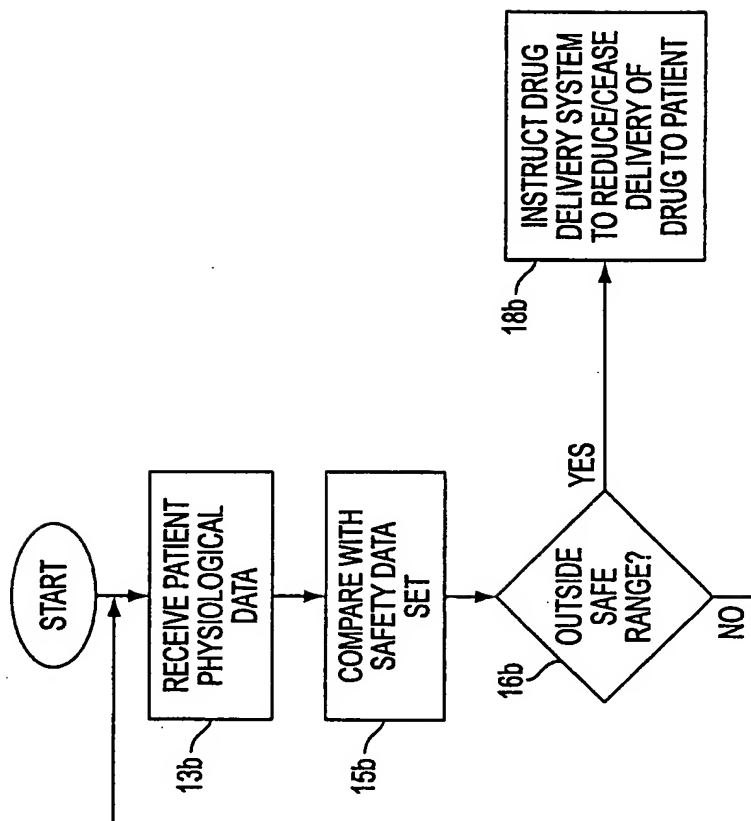 START
RECEIVE PATIENT
PHYSIOLOGICAL
DATA
13b
COMPARE WITH
SAFETY DATA
SET
15b
OUTSIDE
SAFE
RANGE?
16b
YES
NO
INSTRUCT DRUG
DELIVERY SYSTEM
TO REDUCE/CEASE
DELIVERY OF
DRUG TO PATIENT
18b